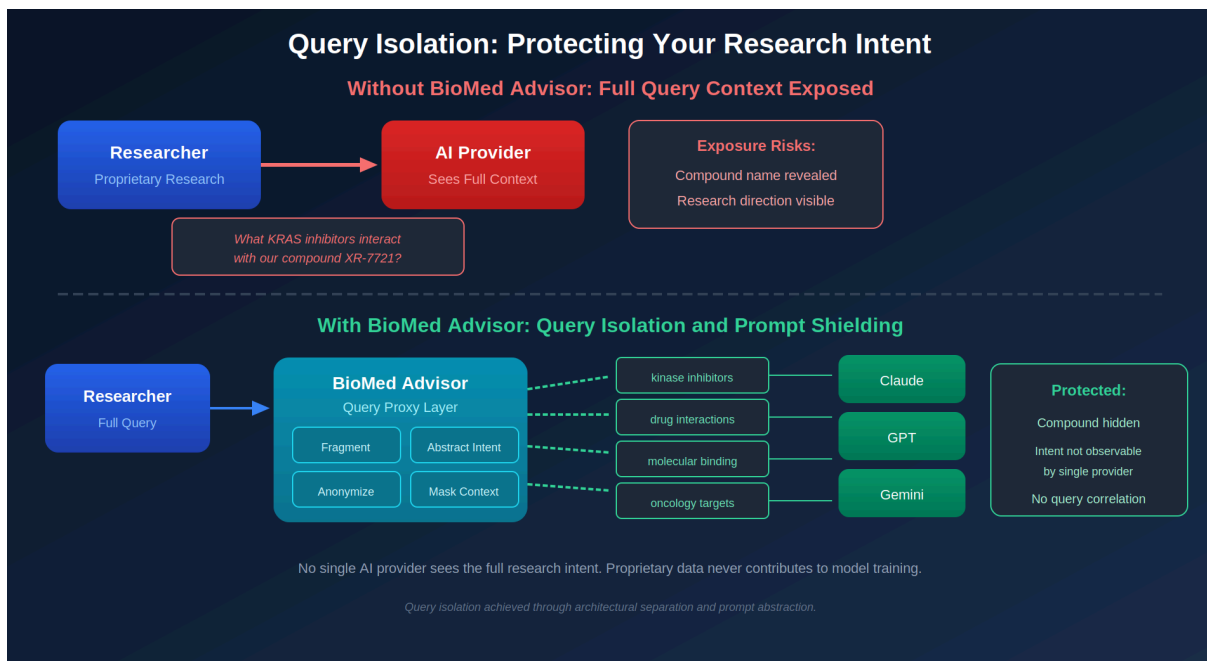 Query Isolation: Protecting Your Research Intent
Without BioMed Advisor: Full Query Context Exposed
Researcher
Proprietary Research
AI Provider
Sees Full Context
Exposure Risks:
Compound name revealed
Research direction visible
What KRAS inhibitors interact
with our compound XR-7721?
With BioMed Advisor: Query Isolation and Prompt Shielding
Researcher
Full Query
BioMed Advisor
Query Proxy Layer
Fragment
Abstract Intent
Anonymize
Mask Context
kinase inhibitors
drug interactions
molecular binding
oncology targets
Claude
GPT
Gemini
Protected:
Compound hidden
Intent not observable
by single provider
No query correlation
No single AI provider sees the full research intent. Proprietary data never contributes to model training.
Query isolation achieved through architectural separation and prompt abstraction.